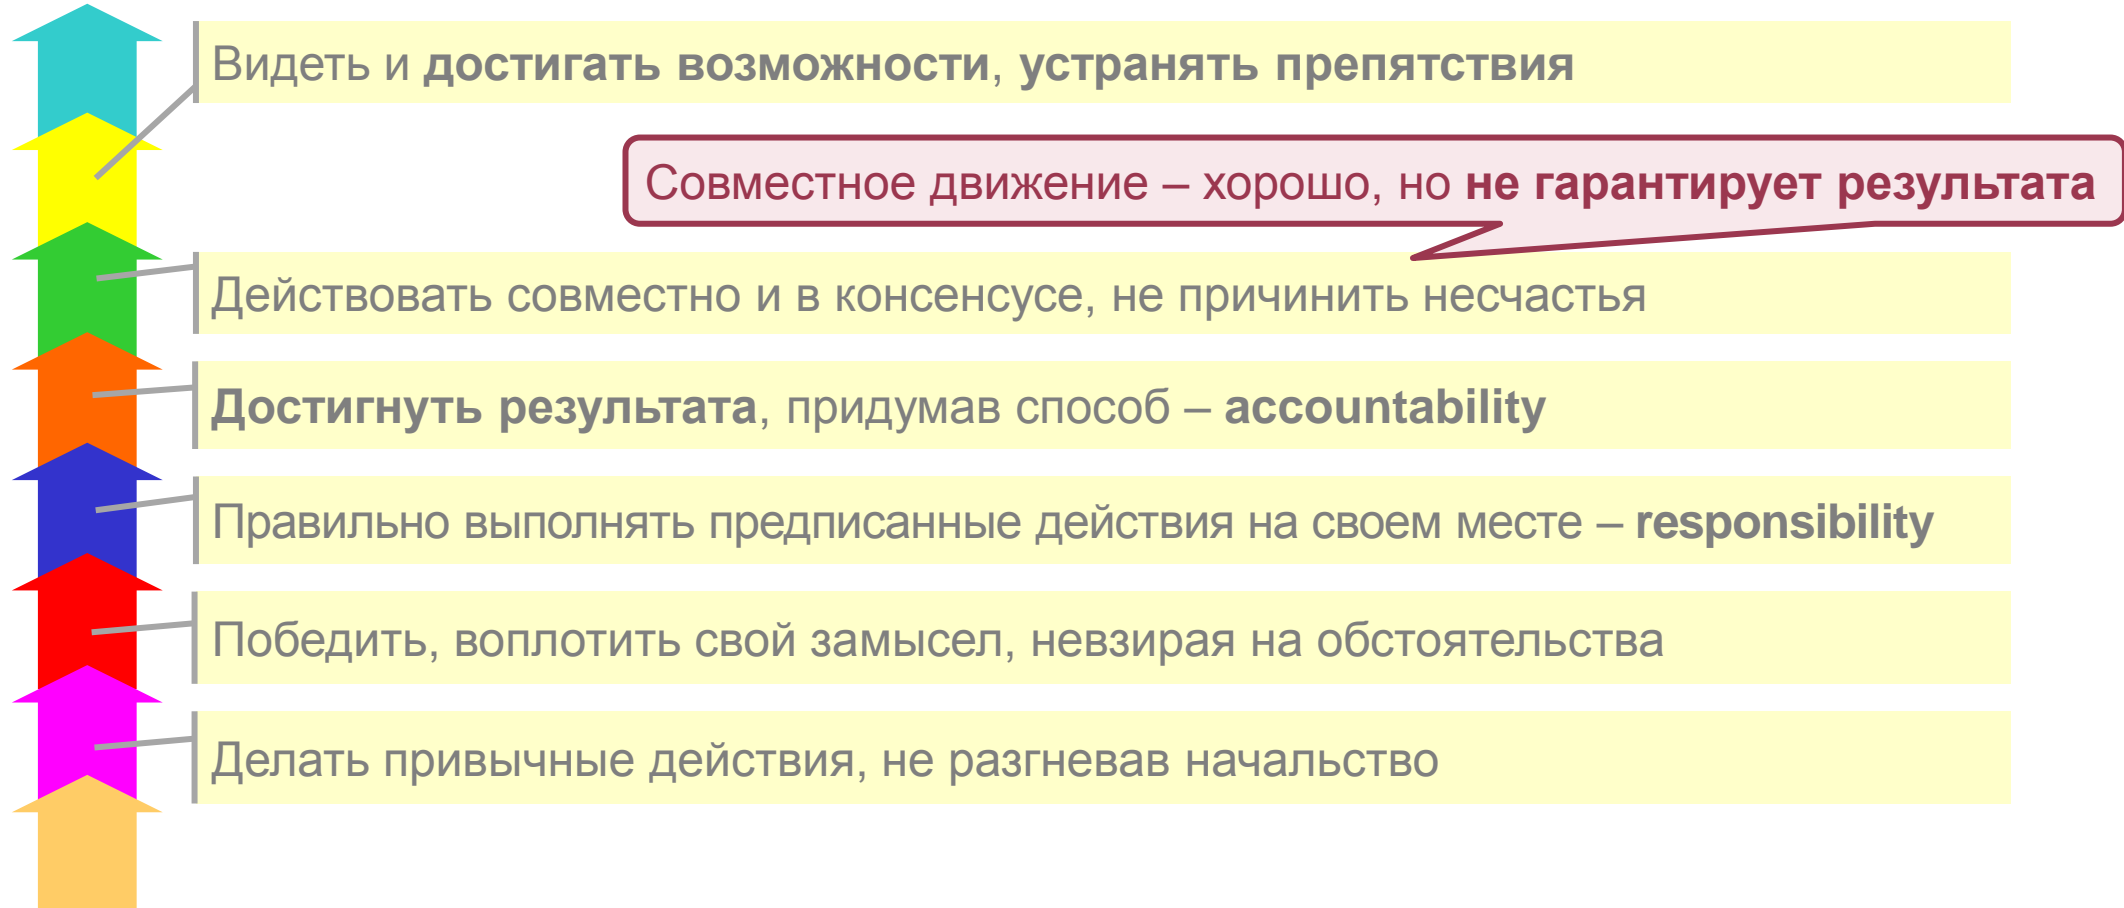 Видеть и достигать возможности, устранять препятствия
Совместное движение – хорошо, но не гарантирует результата
Действовать совместно и в консенсусе, не причинить несчастья
Достигнуть результата, придумав способ – accountability
Правильно выполнять предписанные действия на своем месте – responsibility
Победить, воплотить свой замысел, невзирая на обстоятельства
Делать привычные действия, не разгневав начальство